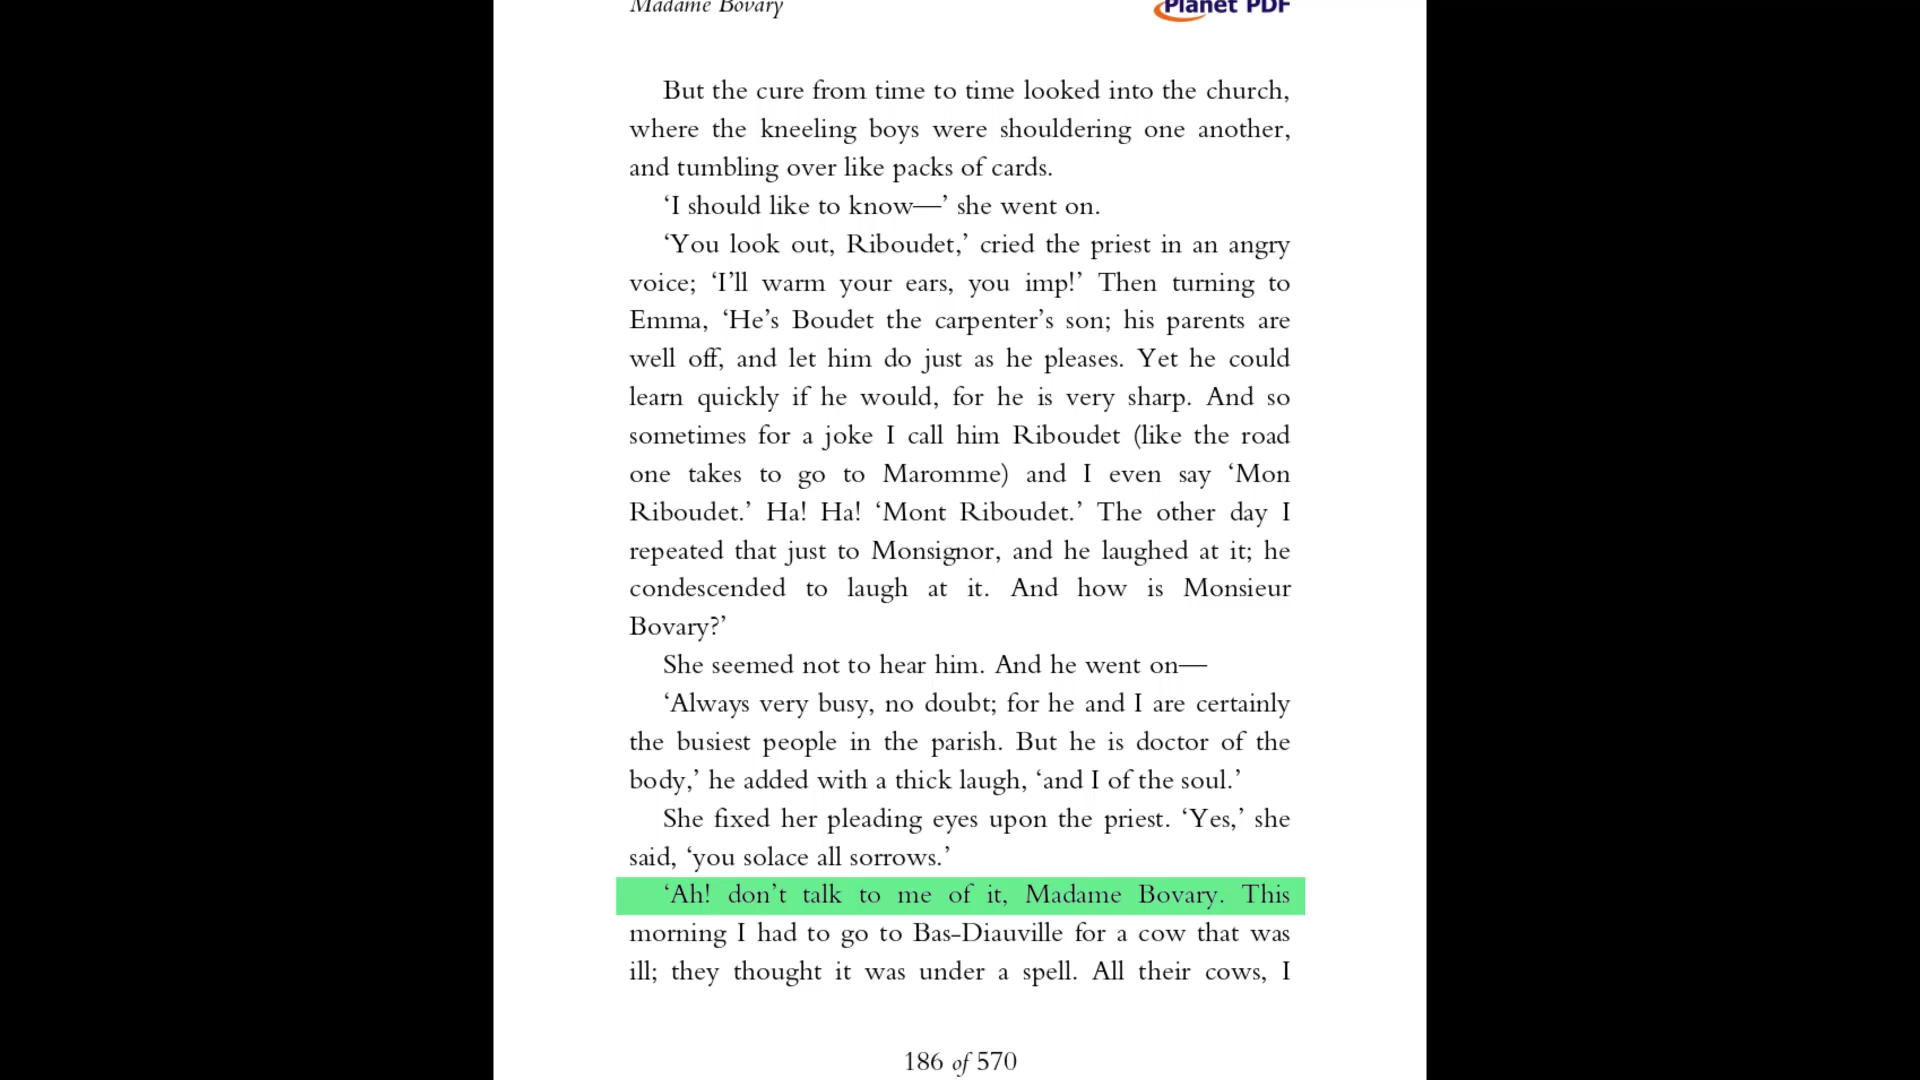 Madame Bovary
Planet PDF
But the cure from time to time looked into the church,
where the kneeling boys were shouldering one another,
and tumbling over like packs of cards.
‘I should like to know—’ she went on.
‘You look out, Riboudet,’ cried the priest in an angry
voice; ‘I’ll warm your ears, you imp!’ Then turning to
Emma, ‘He’s Boudet the carpenter’s son; his parents are
well off, and let him do just as he pleases. Yet he could
learn quickly if he would, for he is very sharp. And so
sometimes for a joke I call him Riboudet (like the road
one takes to go to Maromme) and I even say ‘Mon
Riboudet.’ Ha! Ha! ‘Mont Riboudet.’ The other day I
repeated that just to Monsignor, and he laughed at it; he
condescended to laugh at it. And how is Monsieur
Bovary?’
She seemed not to hear him. And he went on—
‘Always very busy, no doubt; for he and I are certainly
the busiest people in the parish. But he is doctor of the
body,’ he added with a thick laugh, ‘and I of the soul.’
She fixed her pleading eyes upon the priest. ‘Yes,’ she
said, ‘you solace all sorrows.’
‘Ah! don’t talk to me of it, Madame Bovary. This
morning I had to go to Bas-Diauville for a cow that was
ill; they thought it was under a spell. All their cows, I
186 of 570